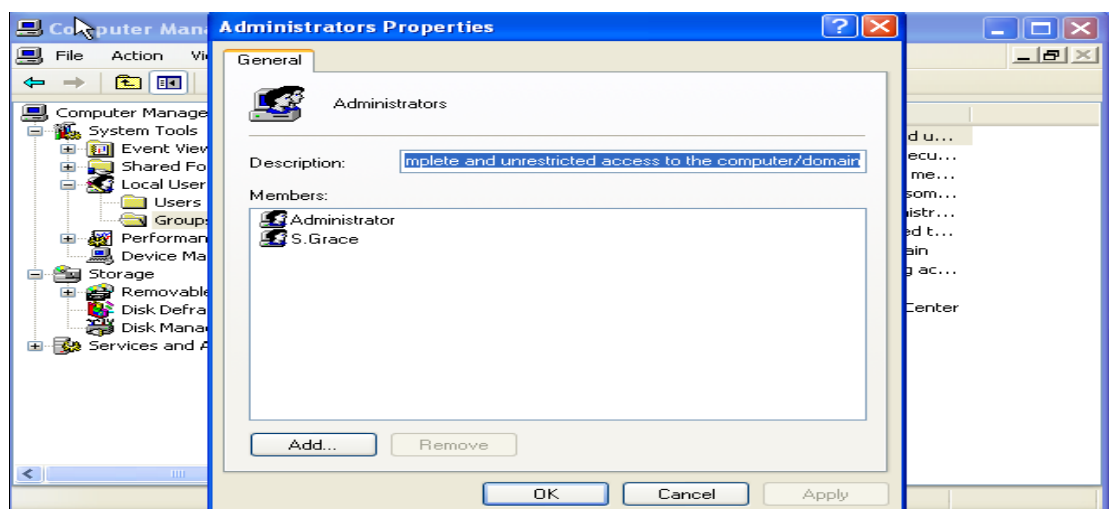 Computer Mana
Administrators Properties
File Action Vi
General
Administrators
Computer Manage
System Tools
Event View
Shared Fo
Local User
Users
Groups
Performan
Device Ma
Storage
Removable
Disk Defra
Disk Mana
Services and A
Description: mplete and unrestricted access to the computer/domain
Members:
Administrator
S.Grace
d u...
ecu...
me...
som...
istr...
ed t...
ain
g ac...
Center
Add... Remove
OK Cancel Apply